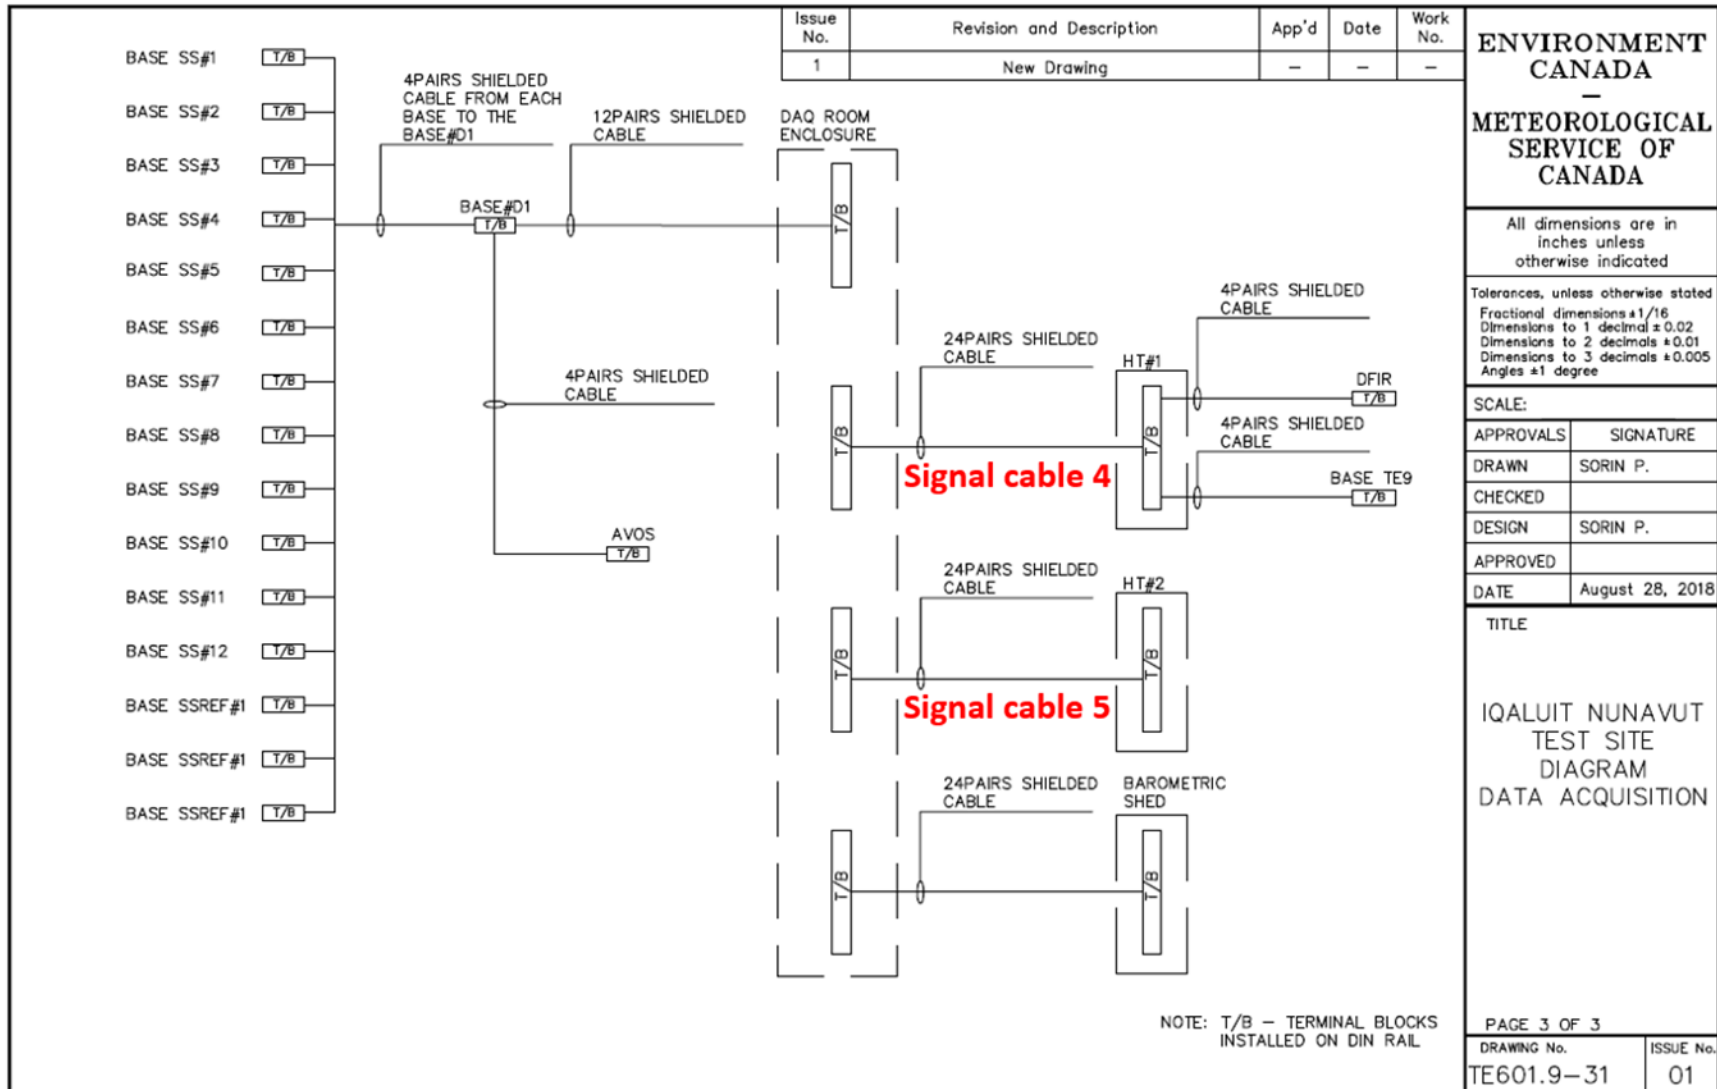 Issue No.
Revision and Description
App'd
Date
Work No.
1
New Drawing
–
–
–
BASE SS#1
T/B
BASE SS#2
T/B
BASE SS#3
T/B
BASE SS#4
T/B
BASE SS#5
T/B
BASE SS#6
T/B
BASE SS#7
T/B
BASE SS#8
T/B
BASE SS#9
T/B
BASE SS#10
T/B
BASE SS#11
T/B
BASE SS#12
T/B
BASE SSREF#1
T/B
BASE SSREF#1
T/B
BASE SSREF#1
T/B
4PAIRS SHIELDED
CABLE FROM EACH
BASE TO THE
BASE#D1
12PAIRS SHIELDED
CABLE
BASE#D1
T/B
4PAIRS SHIELDED
CABLE
AVOS
T/B
DAQ ROOM
ENCLOSURE
T/B
T/B
T/B
T/B
24PAIRS SHIELDED
CABLE
Signal cable 4
HT#1
T/B
4PAIRS SHIELDED
CABLE
DFIR
T/B
4PAIRS SHIELDED
CABLE
BASE TE9
T/B
24PAIRS SHIELDED
CABLE
Signal cable 5
HT#2
T/B
24PAIRS SHIELDED
CABLE
BAROMETRIC
SHED
T/B
NOTE: T/B – TERMINAL BLOCKS
INSTALLED ON DIN RAIL
ENVIRONMENT
CANADA
–
METEOROLOGICAL
SERVICE OF
CANADA
All dimensions are in
inches unless
otherwise indicated
Tolerances, unless otherwise stated
Fractional dimensions ±1/16
Dimensions to 1 decimal ±0.02
Dimensions to 2 decimals ±0.01
Dimensions to 3 decimals ±0.005
Angles ±1 degree
SCALE:
APPROVALS
SIGNATURE
DRAWN
SORIN P.
CHECKED
DESIGN
SORIN P.
APPROVED
DATE
August 28, 2018
TITLE
IQALUIT NUNAVUT
TEST SITE
DIAGRAM
DATA ACQUISITION
PAGE 3 OF 3
DRAWING No.
TE601.9–31
ISSUE No.
01